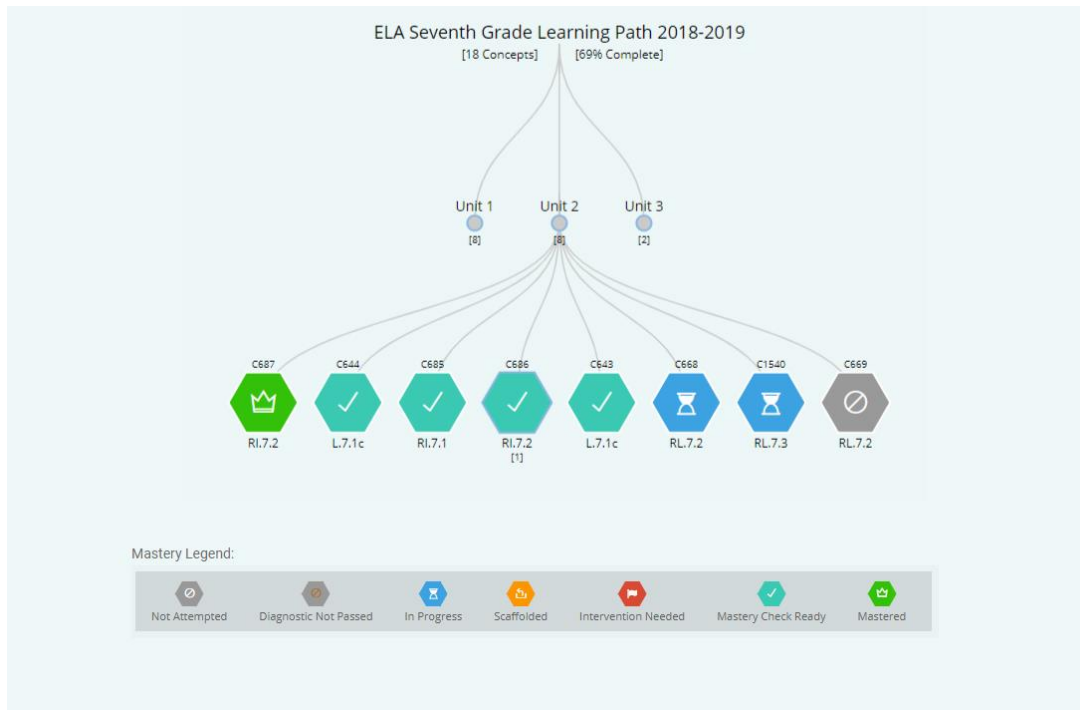 ELA Seventh Grade Learning Path 2018-2019
[18 Concepts] [69% Complete]
Unit 1 Unit 2 Unit 3
[8] [8] [2]
C687 C644 C685 C686 C643 C668 C1540 C669
RI.7.2 L.7.1c RI.7.1 RI.7.2 L.7.1c RL.7.2 RL.7.3 RL.7.2
[1]
Mastery Legend:
Not Attempted Diagnostic Not Passed In Progress Scaffolded Intervention Needed Mastery Check Ready Mastered